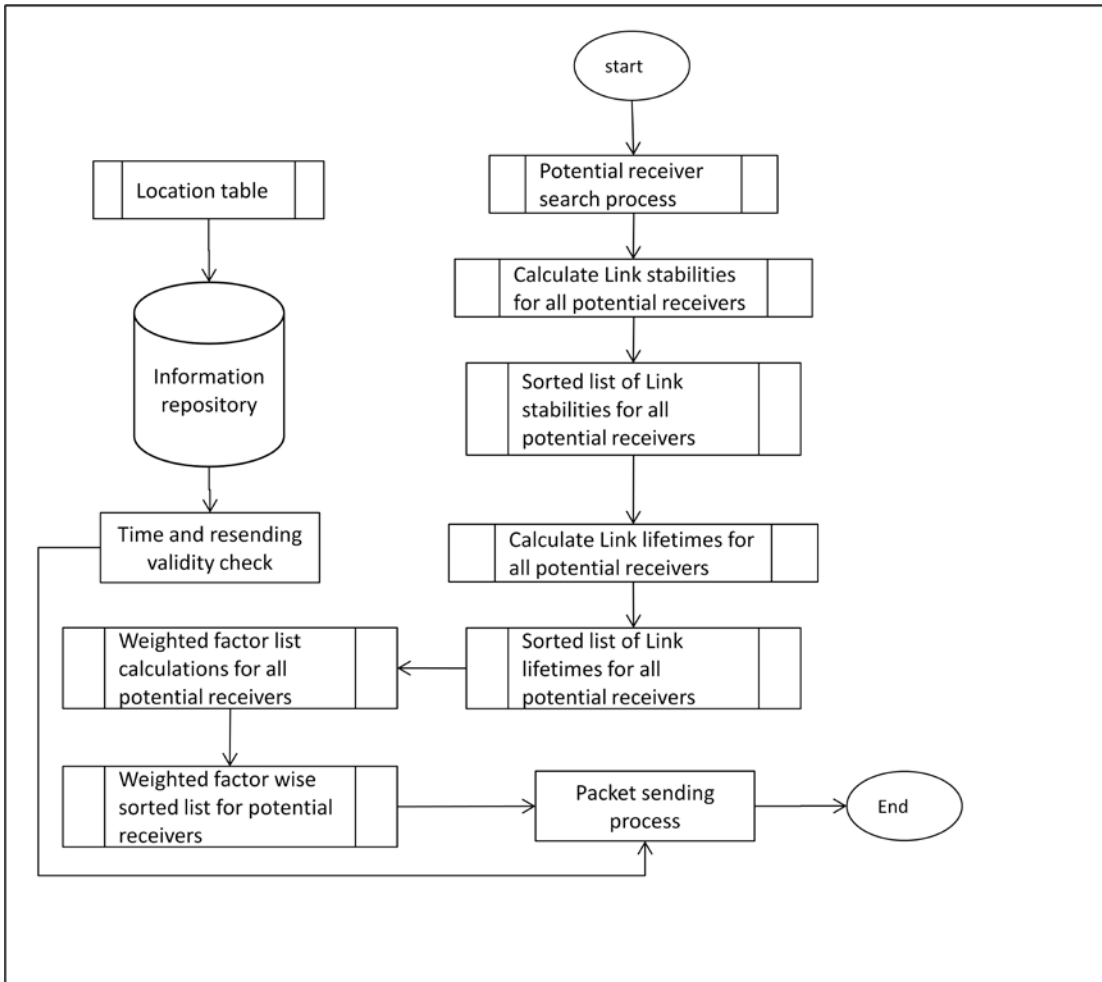 start
Potential receiver
search process
Location table
Calculate Link stabilities
for all potential receivers
Information
repository
Sorted list of Link
stabilities for all
potential receivers
Time and resending
validity check
Calculate Link lifetimes for
all potential receivers
Weighted factor list
calculations for all
potential receivers
Sorted list of Link
lifetimes for all
potential receivers
Weighted factor wise
sorted list for potential
receivers
Packet sending
process
End